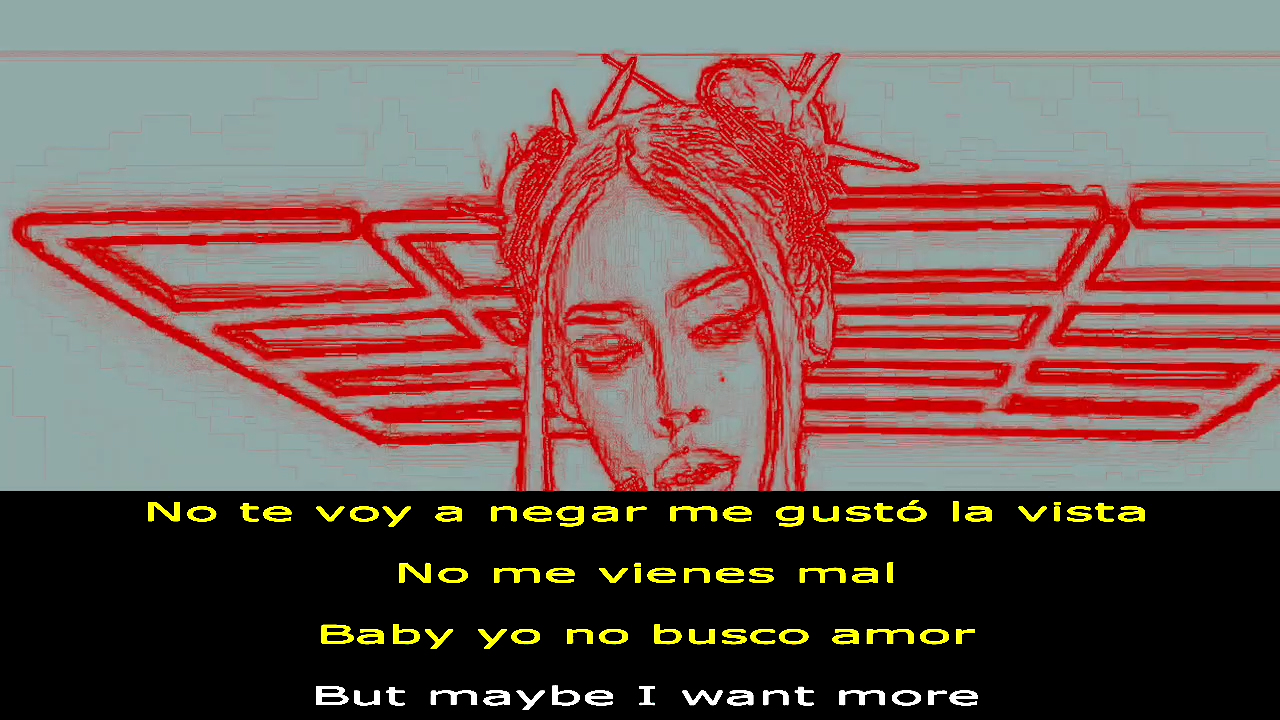 No te voy a negar me gustó la vista
No me vienes mal
Baby yo no busco amor
But maybe I want more